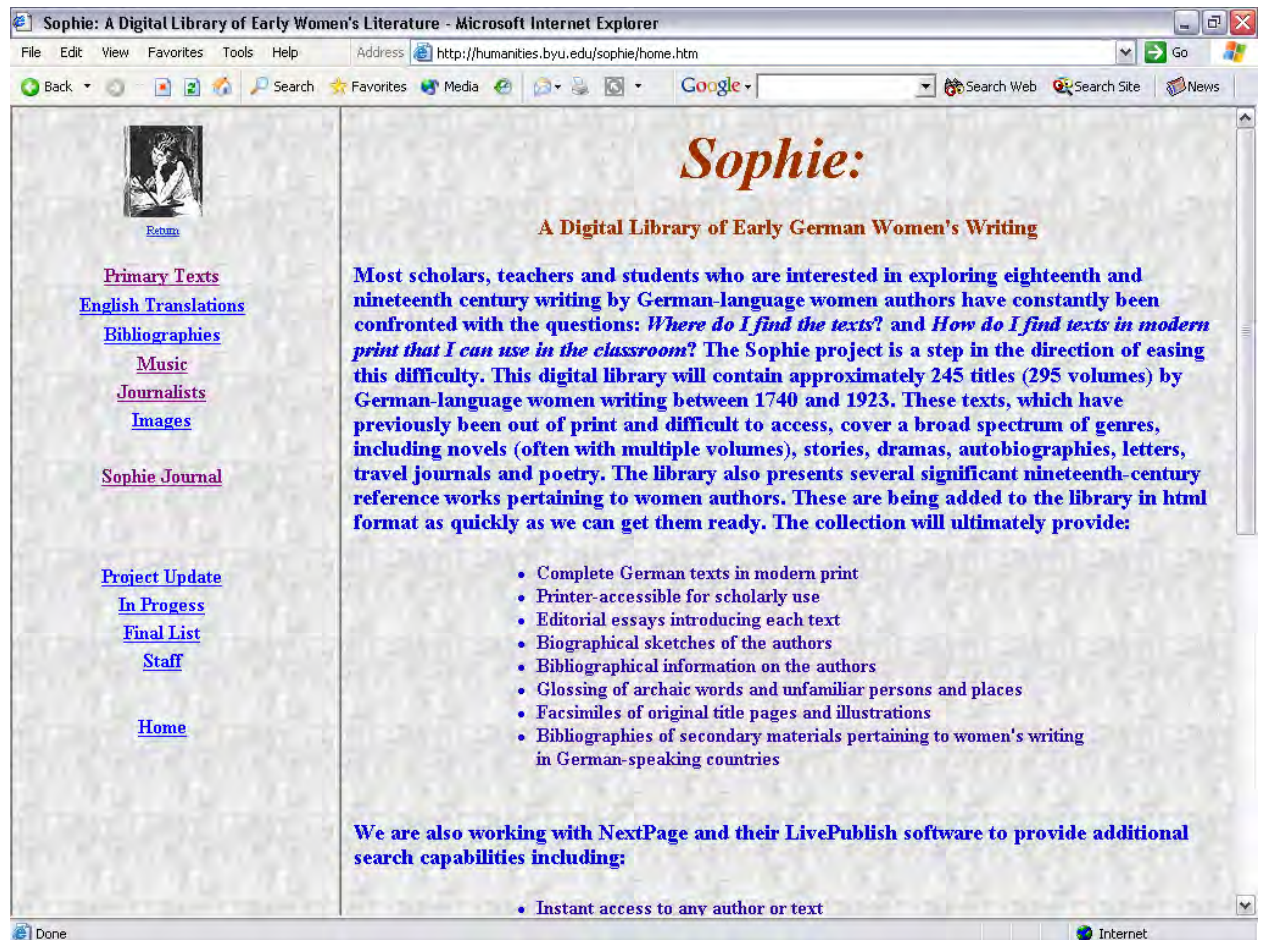 Sophie: A Digital Library of Early Women's Literature - Microsoft Internet Explorer
File Edit View Favorites Tools Help Address http://humanities.byu.edu/sophie/home.htm Go
Back Search Favorites Media Google Search Web Search Site News
Return
Primary Texts
English Translations
Bibliographies
Music
Journalists
Images
Sophie Journal
Project Update
In Progess
Final List
Staff
Home
Sophie:
A Digital Library of Early German Women's Writing
Most scholars, teachers and students who are interested in exploring eighteenth and
nineteenth century writing by German-language women authors have constantly been
confronted with the questions: Where do I find the texts? and How do I find texts in modern
print that I can use in the classroom? The Sophie project is a step in the direction of easing
this difficulty. This digital library will contain approximately 245 titles (295 volumes) by
German-language women writing between 1740 and 1923. These texts, which have
previously been out of print and difficult to access, cover a broad spectrum of genres,
including novels (often with multiple volumes), stories, dramas, autobiographies, letters,
travel journals and poetry. The library also presents several significant nineteenth-century
reference works pertaining to women authors. These are being added to the library in html
format as quickly as we can get them ready. The collection will ultimately provide:
• Complete German texts in modern print
• Printer-accessible for scholarly use
• Editorial essays introducing each text
• Biographical sketches of the authors
• Bibliographical information on the authors
• Glossing of archaic words and unfamiliar persons and places
• Facsimiles of original title pages and illustrations
• Bibliographies of secondary materials pertaining to women's writing
in German-speaking countries
We are also working with NextPage and their LivePublish software to provide additional
search capabilities including:
• Instant access to any author or text
Done Internet